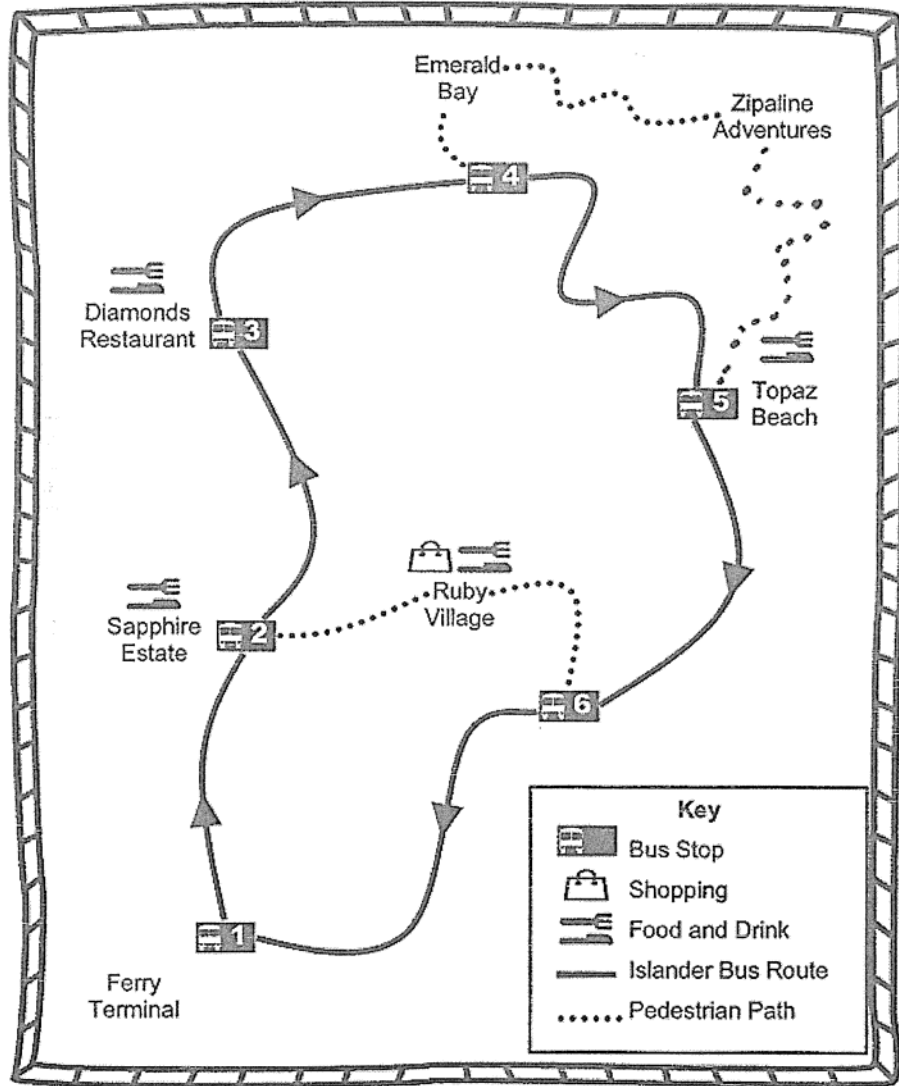 Emerald
Bay
Zipaline
Adventures
4
Diamonds
Restaurant
3
5
Topaz
Beach
Ruby
Village
Sapphire
Estate
2
6
1
Ferry
Terminal
Key
Bus Stop
Shopping
Food and Drink
Islander Bus Route
Pedestrian Path